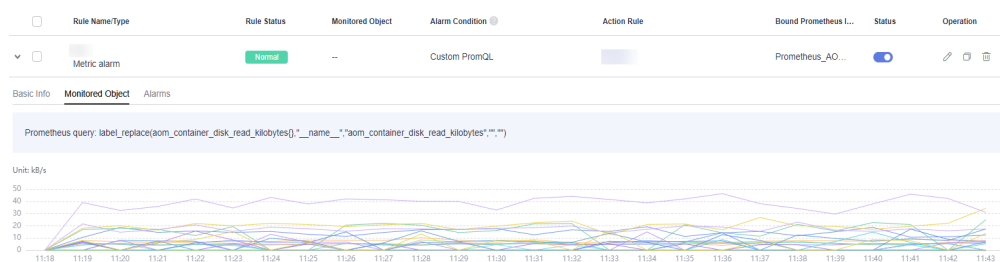 Rule Name/Type Rule Status Monitored Object Alarm Condition Action Rule Bound Prometheus I... Status Operation
Metric alarm Normal -- Custom PromQL Prometheus_AO...
Basic Info Monitored Object Alarms
Prometheus query: label_replace(aom_container_disk_read_kilobytes{},"__name__","aom_container_disk_read_kilobytes","","")
Unit: kB/s
50
40
30
20
10
0
11:18 11:19 11:20 11:21 11:22 11:23 11:24 11:25 11:26 11:27 11:28 11:29 11:30 11:31 11:32 11:33 11:34 11:35 11:36 11:37 11:38 11:39 11:40 11:41 11:42 11:43